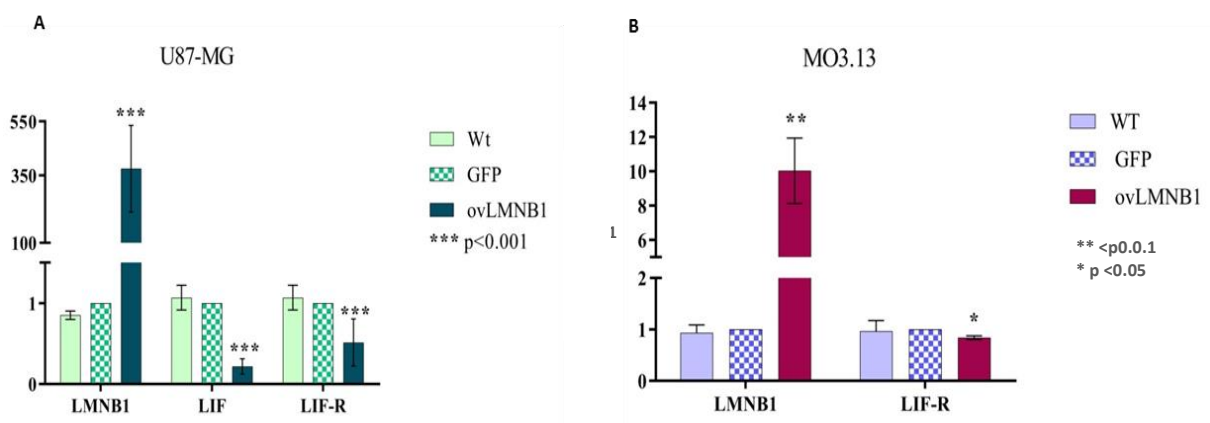 A
U87-MG
550
350
100
1
0
***
***
***
LMNB1
LIF
LIF-R
Wt
GFP
ovLMNB1
*** p<0.001
B
MO3.13
14
12
10
8
6
2
1
0
**
*
LMNB1
LIF-R
WT
GFP
ovLMNB1
** <p0.0.1
* p <0.05
1